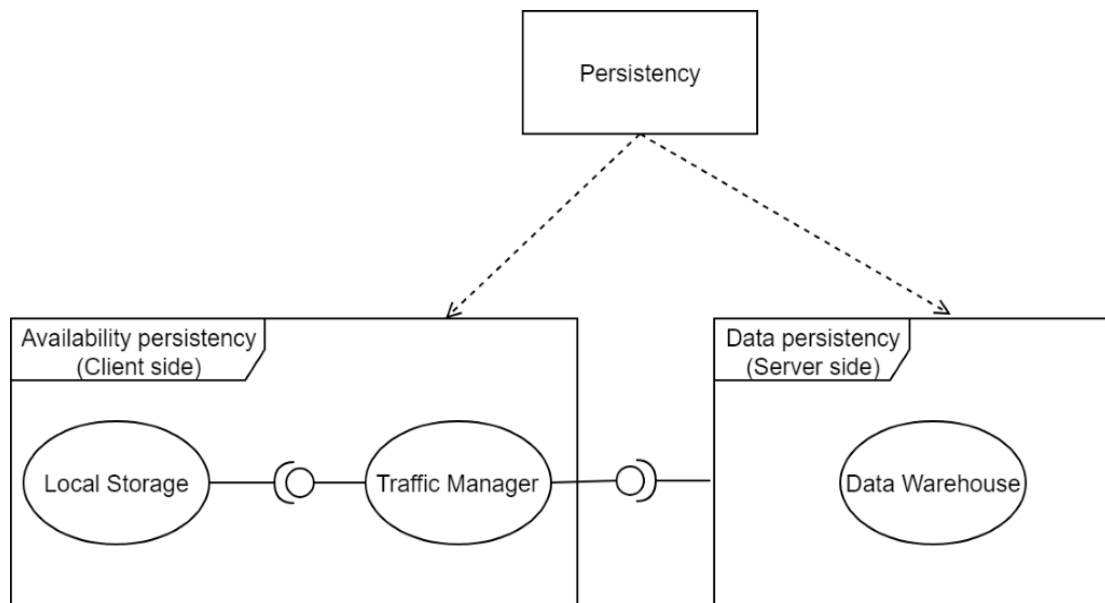 Persistency
Availability persistency
(Client side)
Data persistency
(Server side)
Local Storage
Traffic Manager
Data Warehouse